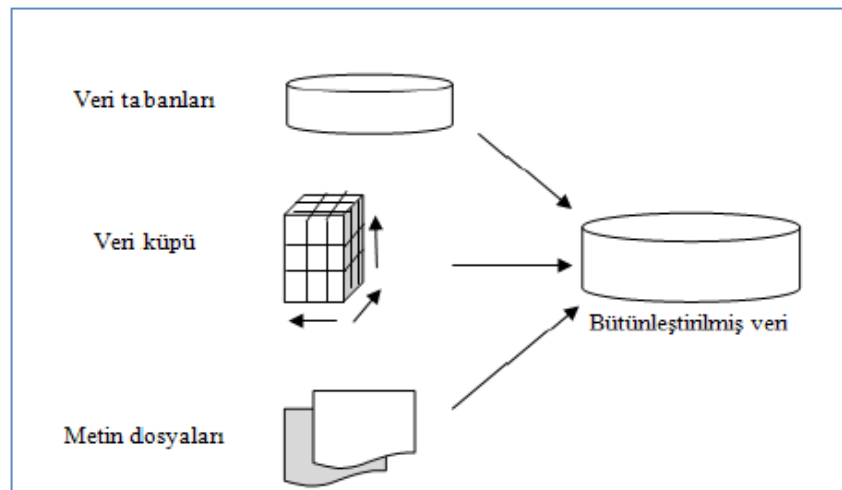 Veri tabanları
Veri küpü
Bütünleştirilmiş veri
Metin dosyaları